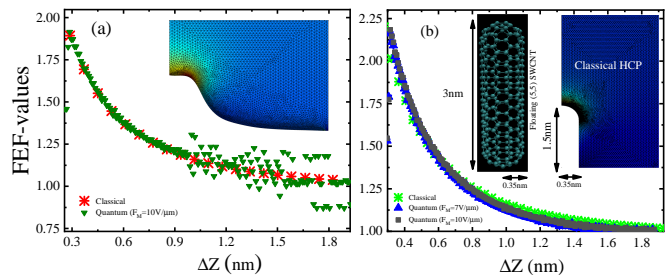 (a)
FEF-values
2.00
1.75
1.50
1.25
1.00
0.75
Classical
Quantum (F_M=10V/μm)
0.3 0.6 0.9 1.2 1.5 1.8
ΔZ (nm)
(b)
2.25
2.00
1.75
1.50
1.25
1.00
3nm
Floating (5,5) SWCNT
0.35nm
Classical HCP
1.5nm
0.35nm
Classical
Quantum (F_M=7V/μm)
Quantum (F_M=10V/μm)
0.4 0.6 0.8 1.0 1.2 1.4 1.6 1.8
ΔZ (nm)